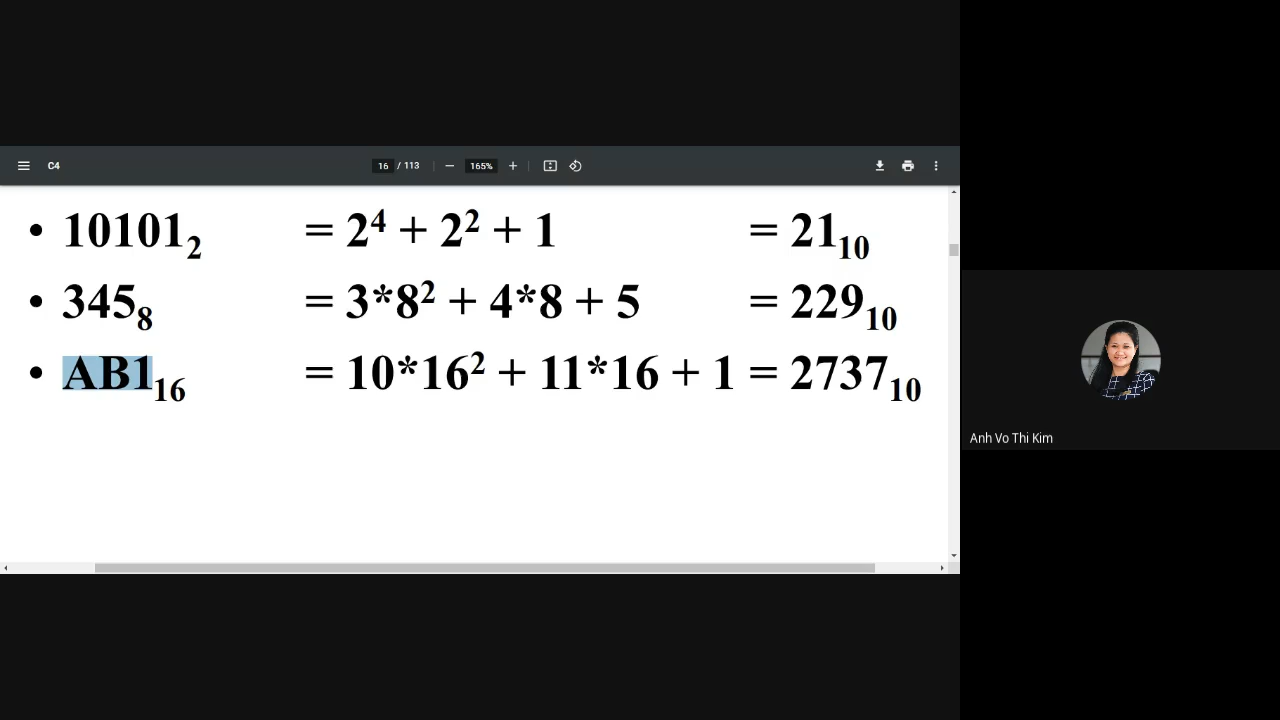 C4 16 / 113 165%
• 10101₂ = 2⁴ + 2² + 1 = 21₁₀
• 345₈ = 3*8² + 4*8 + 5 = 229₁₀
• AB1₁₆ = 10*16² + 11*16 + 1 = 2737₁₀
Anh Vo Thi Kim